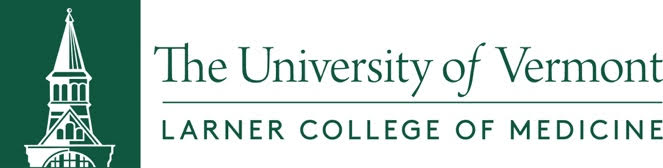 The University of Vermont
LARNER COLLEGE OF MEDICINE